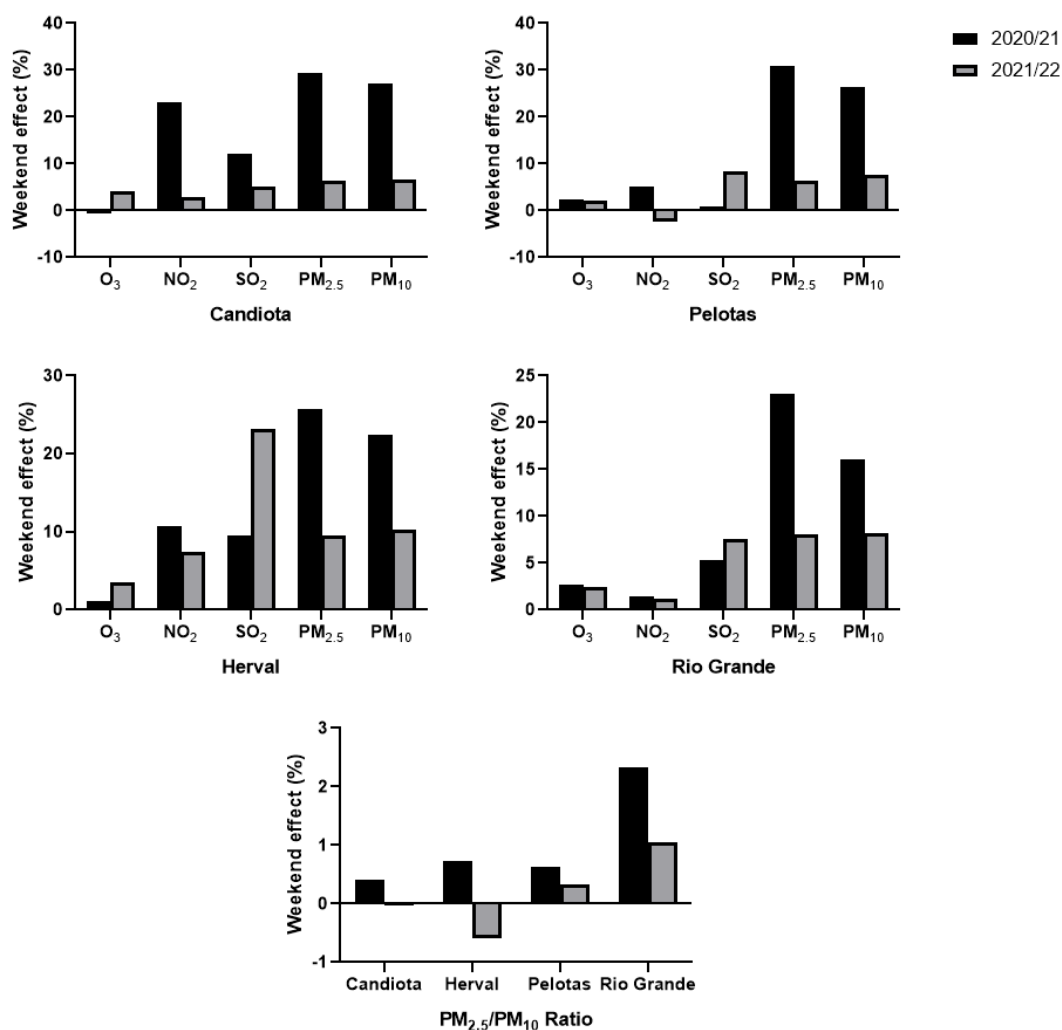 Weekend effect (%)
40
30
20
10
0
-10
O₃ NO₂ SO₂ PM₂.₅ PM₁₀
Candiota
Weekend effect (%)
40
30
20
10
0
-10
O₃ NO₂ SO₂ PM₂.₅ PM₁₀
Pelotas
2020/21
2021/22
Weekend effect (%)
30
20
10
0
O₃ NO₂ SO₂ PM₂.₅ PM₁₀
Herval
Weekend effect (%)
25
20
15
10
5
0
O₃ NO₂ SO₂ PM₂.₅ PM₁₀
Rio Grande
Weekend effect (%)
3
2
1
0
-1
Candiota Herval Pelotas Rio Grande
PM₂.₅/PM₁₀ Ratio